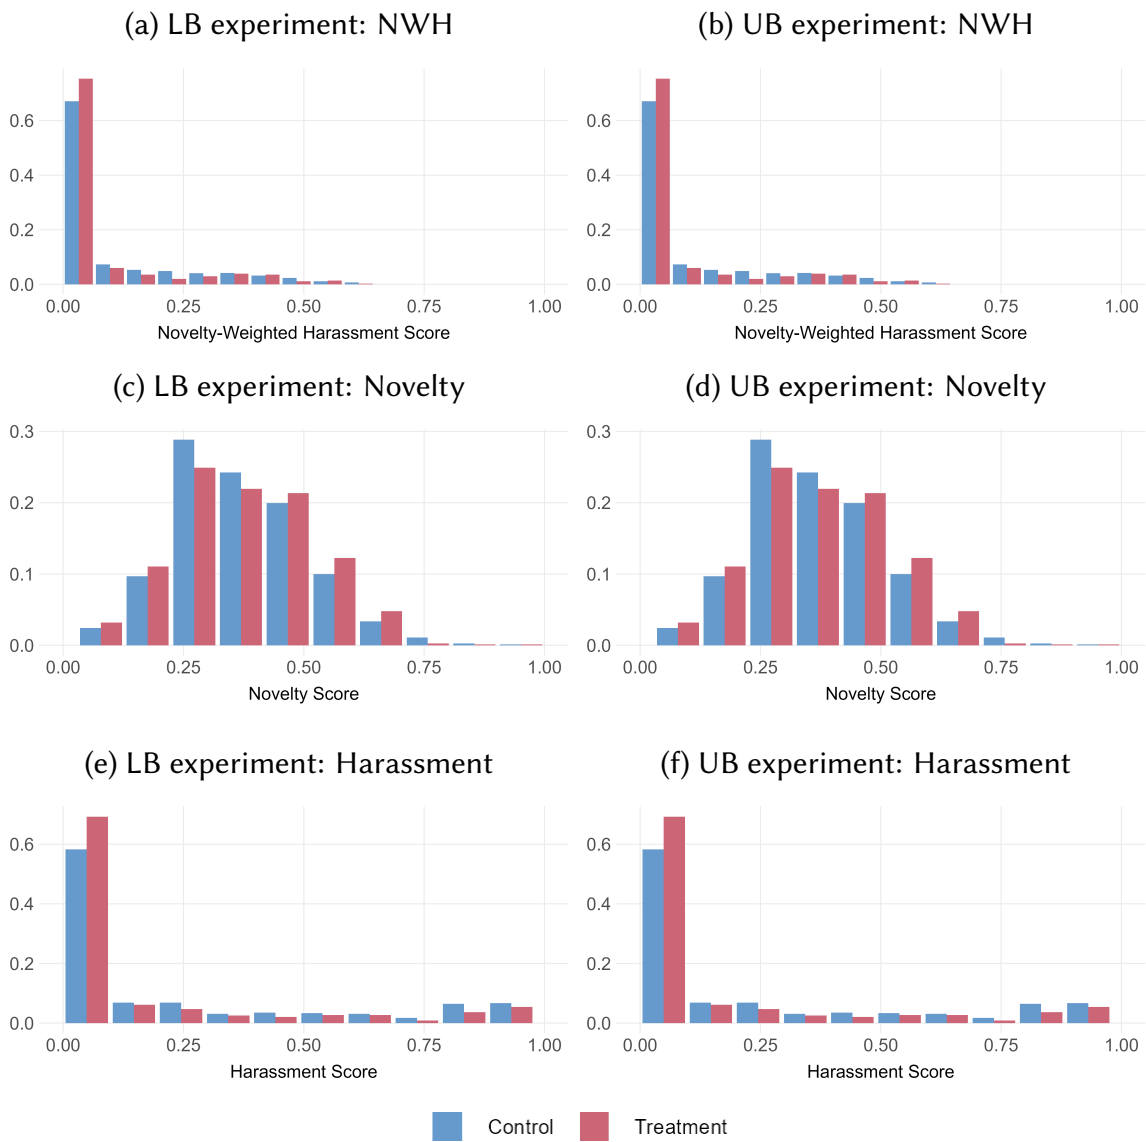 (a) LB experiment: NWH
(b) UB experiment: NWH
0.6
0.4
0.2
0.0
0.00 0.25 0.50 0.75 1.00
Novelty-Weighted Harassment Score
0.6
0.4
0.2
0.0
0.00 0.25 0.50 0.75 1.00
Novelty-Weighted Harassment Score
(c) LB experiment: Novelty
(d) UB experiment: Novelty
0.3
0.2
0.1
0.0
0.00 0.25 0.50 0.75 1.00
Novelty Score
0.3
0.2
0.1
0.0
0.00 0.25 0.50 0.75 1.00
Novelty Score
(e) LB experiment: Harassment
(f) UB experiment: Harassment
0.6
0.4
0.2
0.0
0.00 0.25 0.50 0.75 1.00
Harassment Score
0.6
0.4
0.2
0.0
0.00 0.25 0.50 0.75 1.00
Harassment Score
Control Treatment